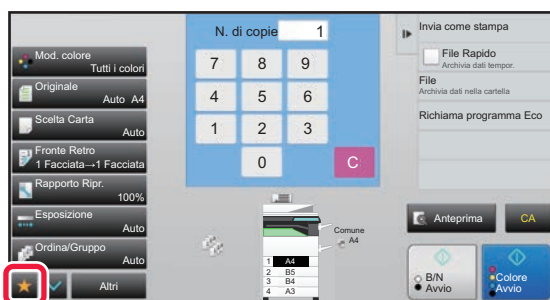 Mod. colore
Tutti i colori
Originale
Auto A4
Scelta Carta
Auto
Fronte Retro
1 Facciata→1 Facciata
Rapporto Ripr.
100%
Esposizione
Auto
Ordina/Gruppo
Auto
Altri
N. di copie 1
7 8 9
4 5 6
1 2 3
0 C
Comune
A4
1 A4
2 B5
3 B4
4 A3
Invia come stampa
File Rapido
Archivia dati tempor.
File
Archivia dati nella cartella
Richiama programma Eco
Anteprima
CA
B/N
Avvio
Colore
Avvio